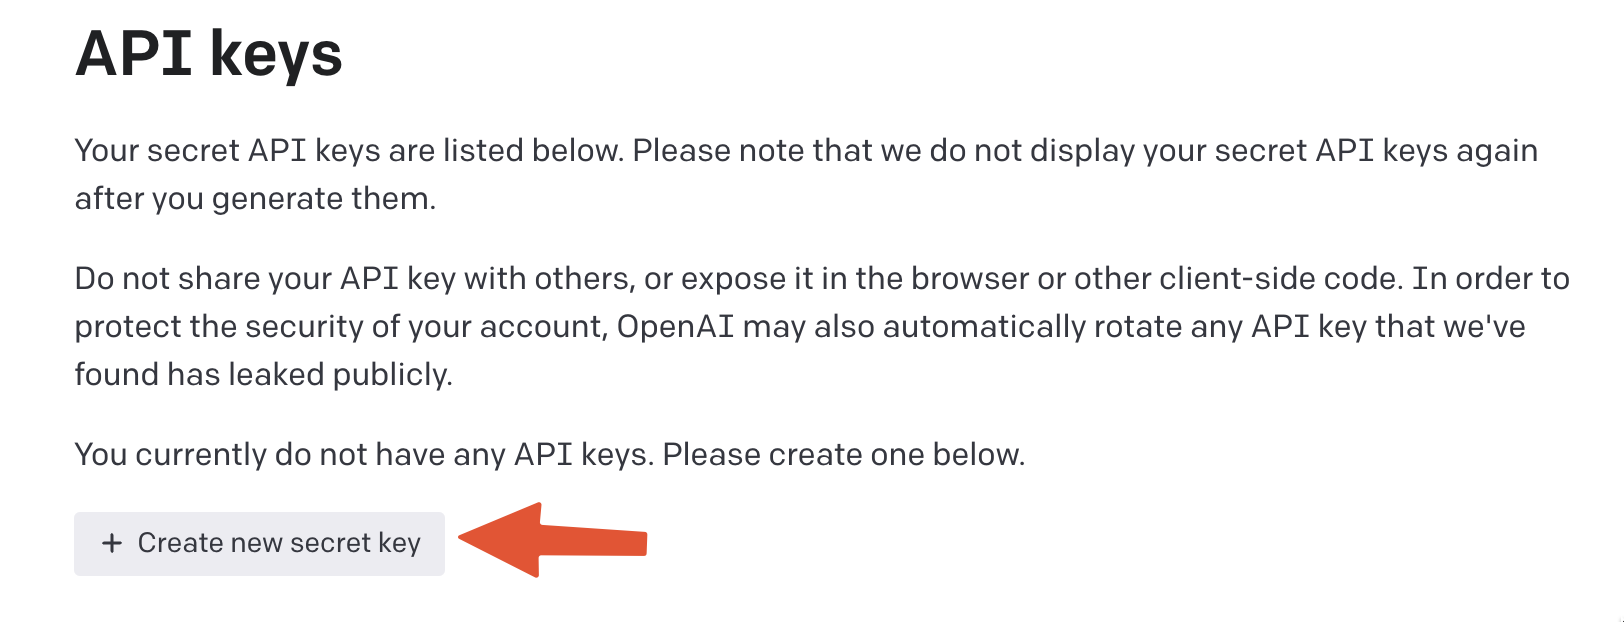 API keys
Your secret API keys are listed below. Please note that we do not display your secret API keys again
after you generate them.
Do not share your API key with others, or expose it in the browser or other client-side code. In order to
protect the security of your account, OpenAI may also automatically rotate any API key that we've
found has leaked publicly.
You currently do not have any API keys. Please create one below.
+ Create new secret key